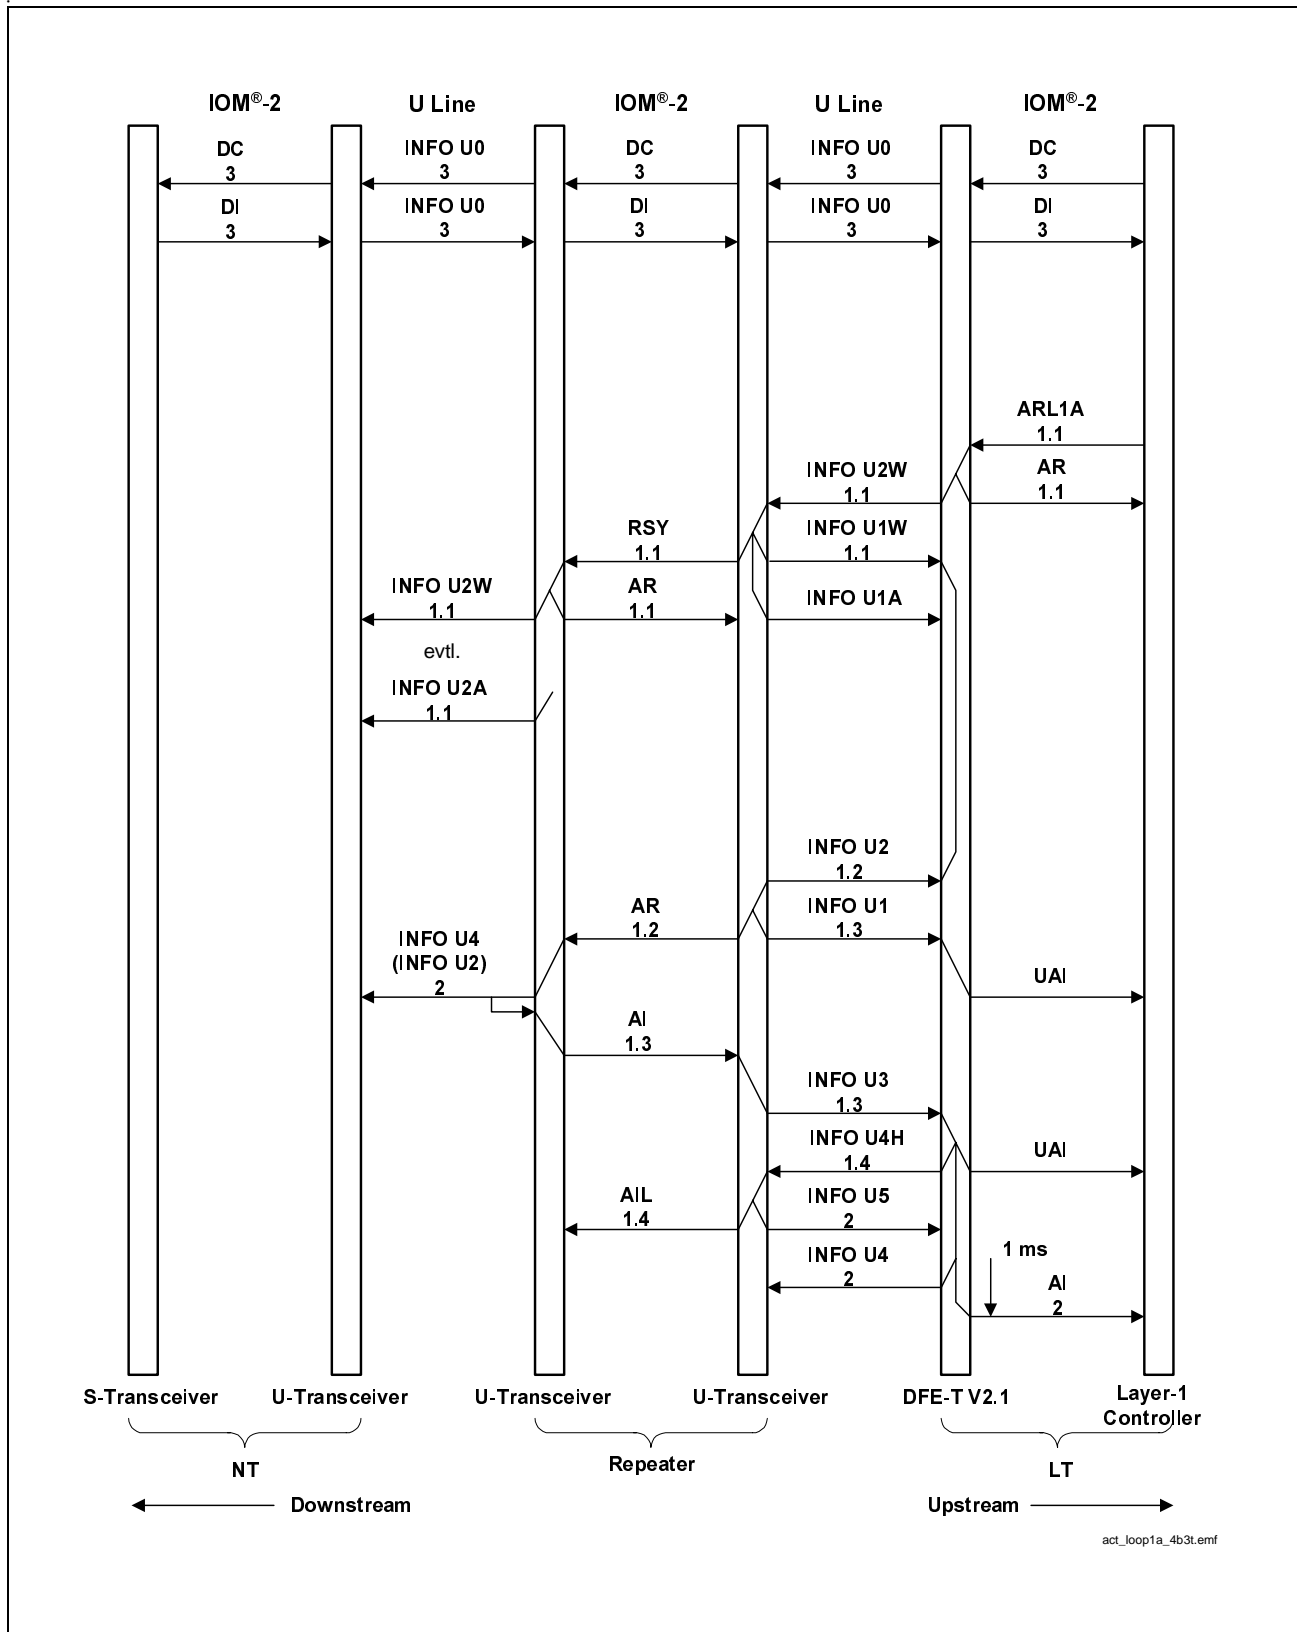 .
IOM®-2 U Line IOM®-2 U Line IOM®-2
DC INFO U0 DC INFO U0 DC
3 3 3 3 3
DI INFO U0 DI INFO U0 DI
3 3 3 3 3
ARL1A
1.1
INFO U2W AR
1.1 1.1
RSY INFO U1W
1.1 1.1
INFO U2W AR INFO U1A
1.1 1.1
evtl.
INFO U2A
1.1
INFO U2
1.2
AR INFO U1
1.2 1.3
INFO U4
(INFO U2) UAI
2
AI
1.3
INFO U3
1.3
INFO U4H UAI
1.4
AIL INFO U5
1.4 2
INFO U4 1 ms
2 AI
2
S-Transceiver U-Transceiver U-Transceiver U-Transceiver DFE-T V2.1 Layer-1
Controller
NT Repeater LT
Downstream Upstream
act_loop1a_4b3t.emf